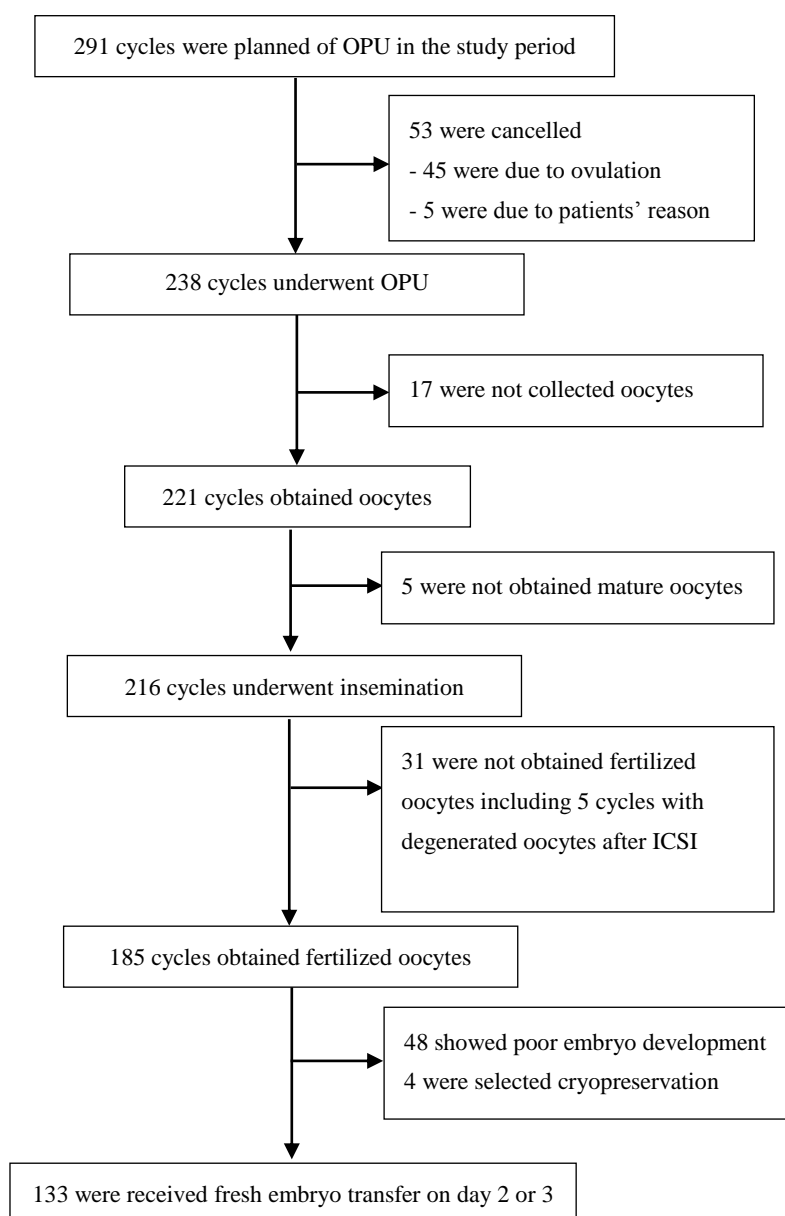 291 cycles were planned of OPU in the study period
53 were cancelled
- 45 were due to ovulation
- 5 were due to patients’ reason
238 cycles underwent OPU
17 were not collected oocytes
221 cycles obtained oocytes
5 were not obtained mature oocytes
216 cycles underwent insemination
31 were not obtained fertilized
oocytes including 5 cycles with
degenerated oocytes after ICSI
185 cycles obtained fertilized oocytes
48 showed poor embryo development
4 were selected cryopreservation
133 were received fresh embryo transfer on day 2 or 3